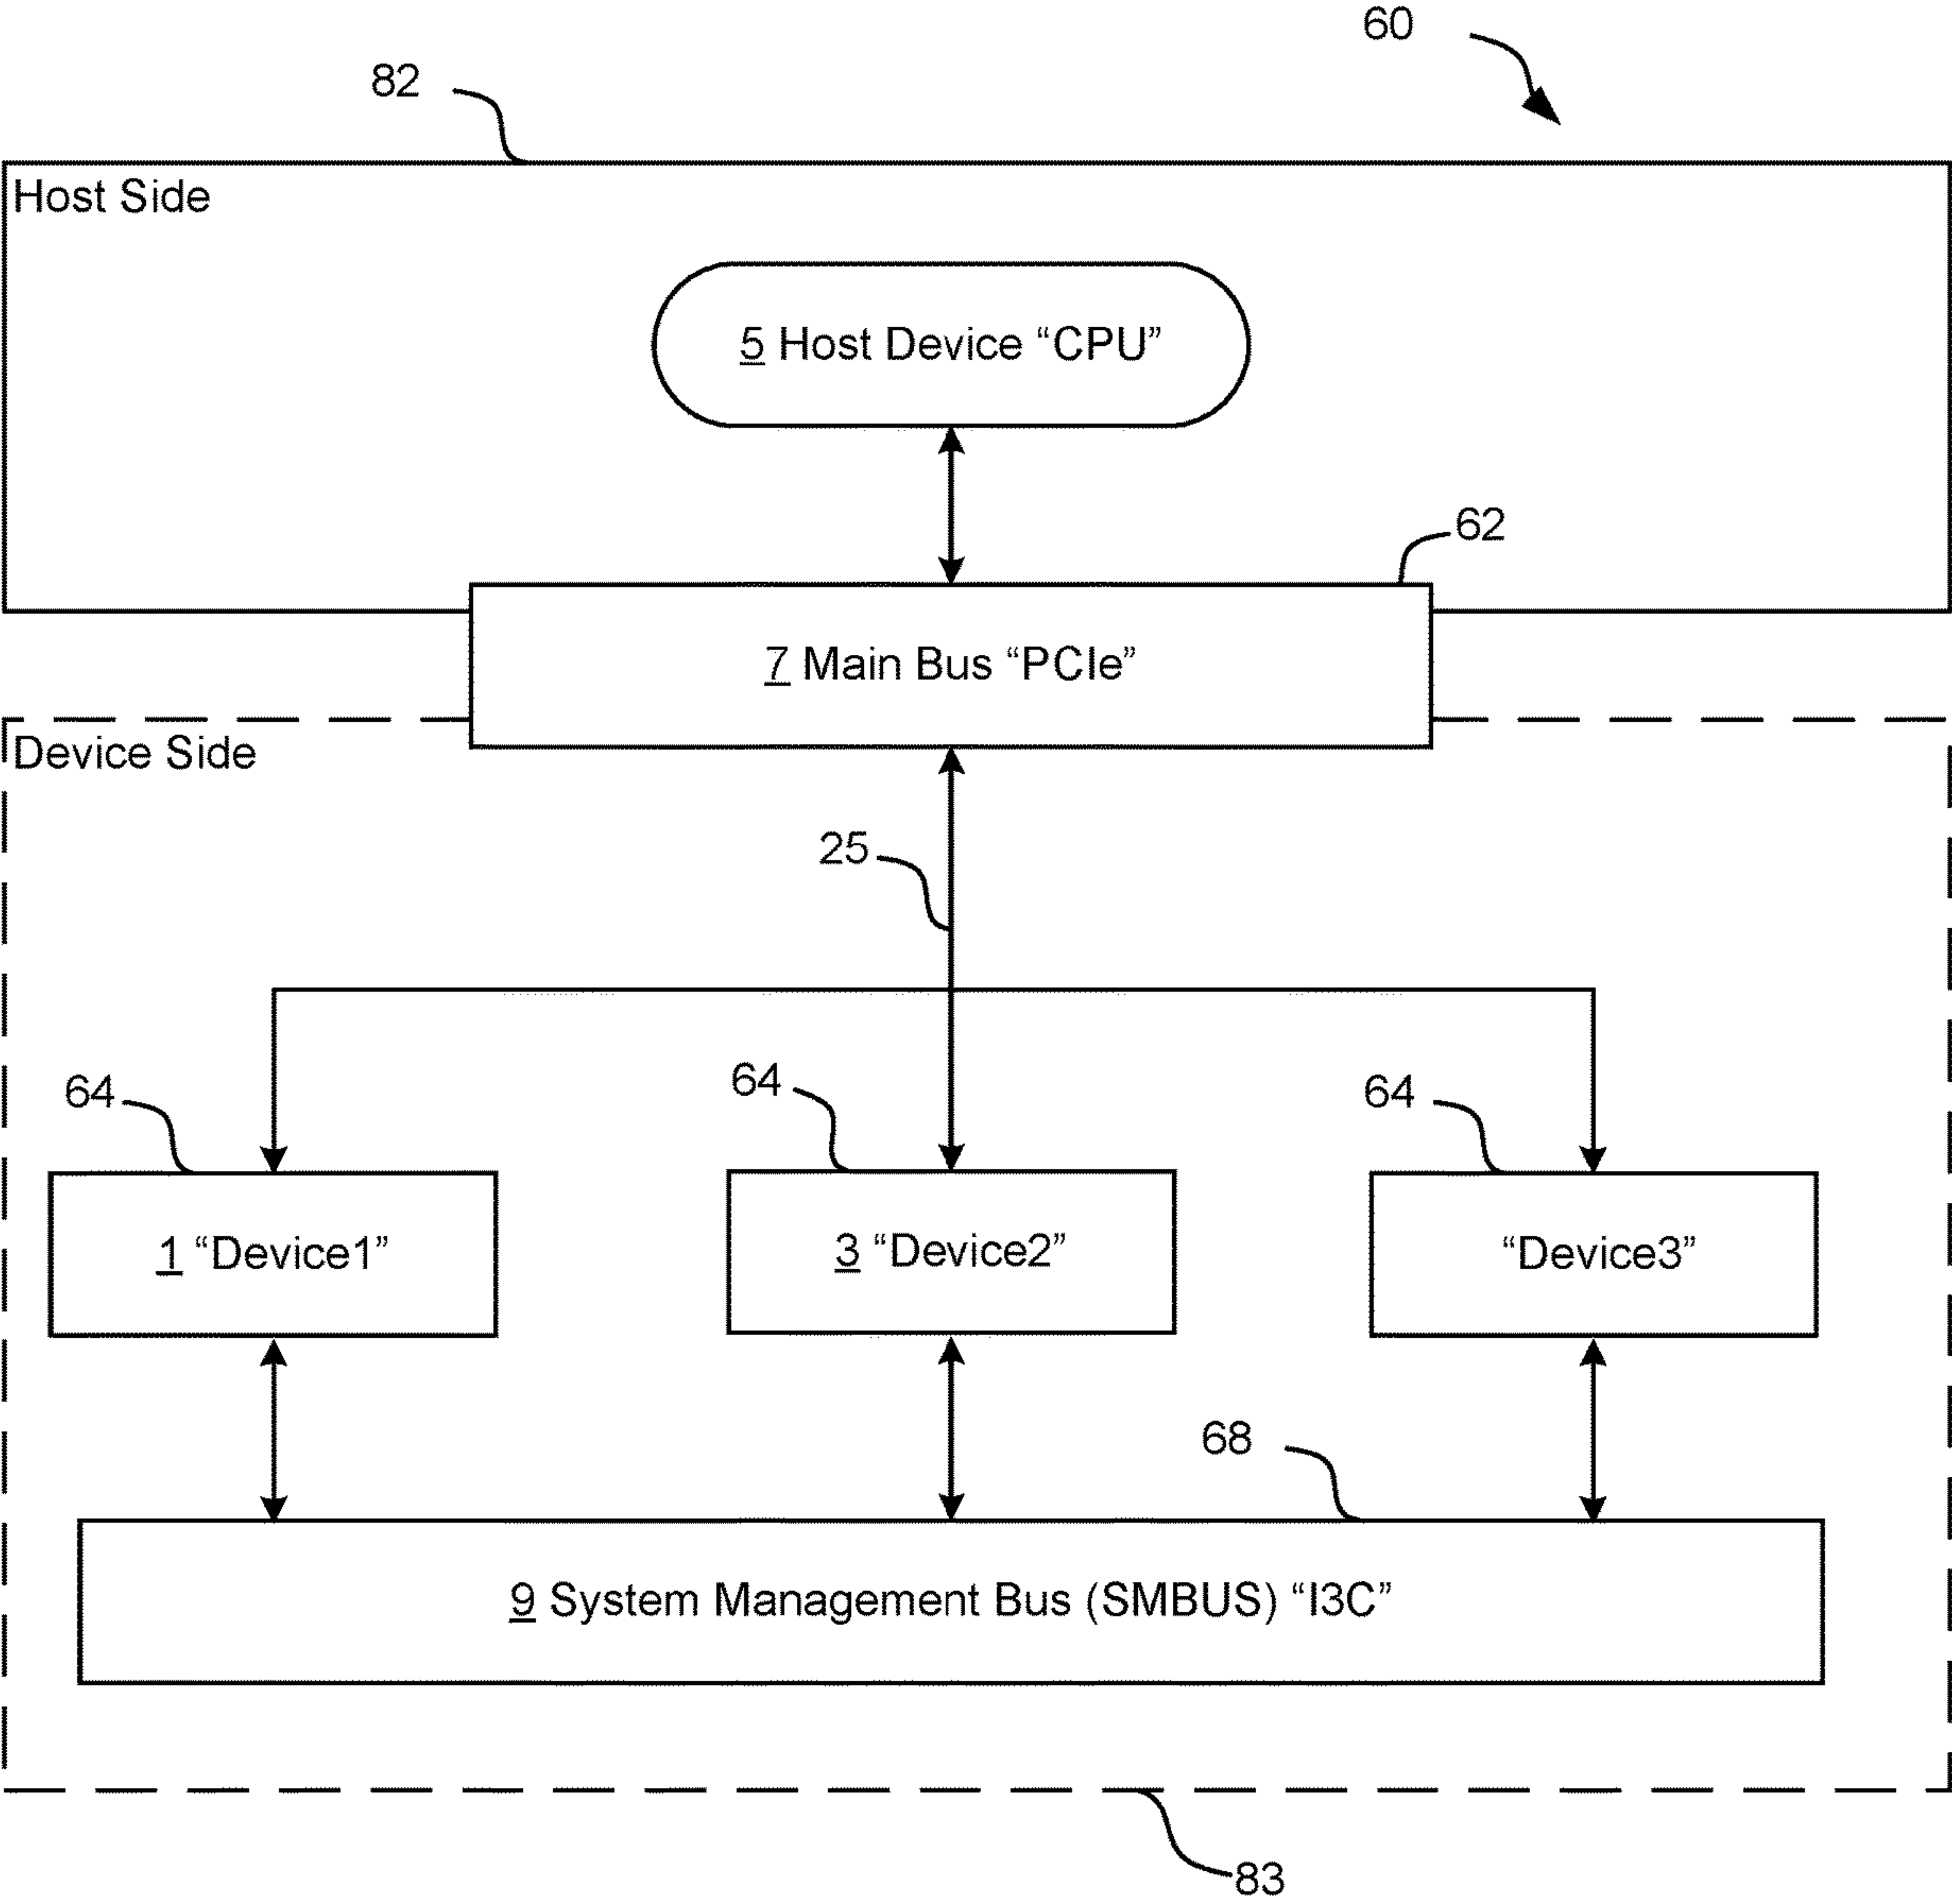 60
82
Host Side
5 Host Device “CPU”
62
7 Main Bus “PCIe”
Device Side
25
64
64
64
1 “Device1”
3 “Device2”
“Device3”
68
9 System Management Bus (SMBUS) “I3C”
83